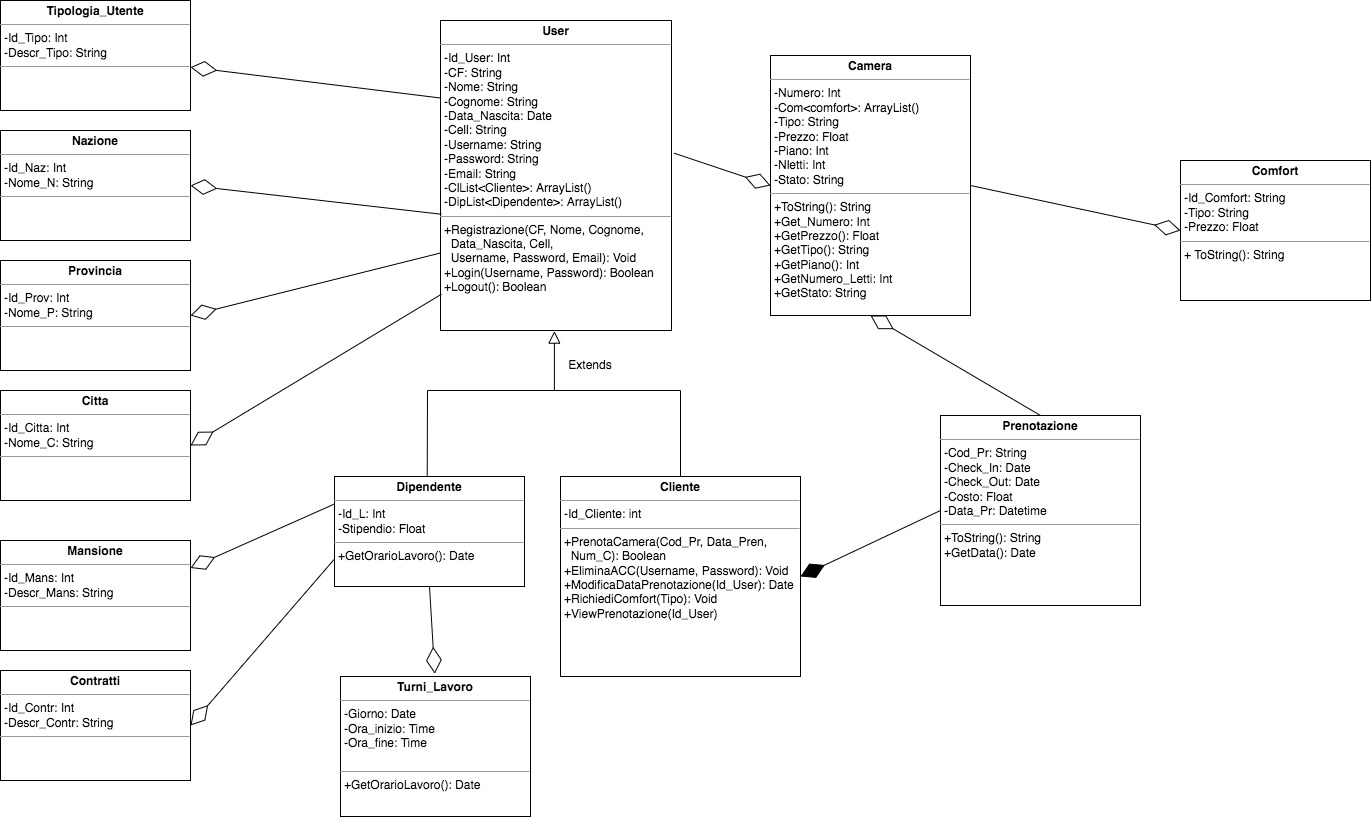 Tipologia_Utente
-Id_Tipo: Int
-Descr_Tipo: String
Nazione
-Id_Naz: Int
-Nome_N: String
Provincia
-Id_Prov: Int
-Nome_P: String
Citta
-Id_Citta: Int
-Nome_C: String
Mansione
-Id_Mans: Int
-Descr_Mans: String
Contratti
-Id_Contr: Int
-Descr_Contr: String
User
-Id_User: Int
-CF: String
-Nome: String
-Cognome: String
-Data_Nascita: Date
-Cell: String
-Username: String
-Password: String
-Email: String
-ClList<Cliente>: ArrayList()
-DipList<Dipendente>: ArrayList()
+Registrazione(CF, Nome, Cognome,
Data_Nascita, Cell,
Username, Password, Email): Void
+Login(Username, Password): Boolean
+Logout(): Boolean
Extends
Dipendente
-Id_L: Int
-Stipendio: Float
+GetOrarioLavoro(): Date
Turni_Lavoro
-Giorno: Date
-Ora_inizio: Time
-Ora_fine: Time
+GetOrarioLavoro(): Date
Cliente
-Id_Cliente: int
+PrenotaCamera(Cod_Pr, Data_Pren,
Num_C): Boolean
+EliminaACC(Username, Password): Void
+ModificaDataPrenotazione(Id_User): Date
+RichiediComfort(Tipo): Void
+ViewPrenotazione(Id_User)
Camera
-Numero: Int
-Com<comfort>: ArrayList()
-Tipo: String
-Prezzo: Float
-Piano: Int
-Nletti: Int
-Stato: String
+ToString(): String
+Get_Numero: Int
+GetPrezzo(): Float
+GetTipo(): String
+GetPiano(): Int
+GetNumero_Letti: Int
+GetStato: String
Prenotazione
-Cod_Pr: String
-Check_In: Date
-Check_Out: Date
-Costo: Float
-Data_Pr: Datetime
+ToString(): String
+GetData(): Date
Comfort
-Id_Comfort: String
-Tipo: String
-Prezzo: Float
+ ToString(): String